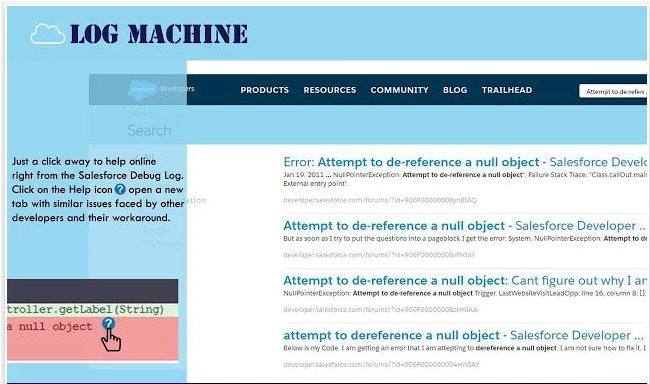 LOG MACHINE
salesforce developers
PRODUCTS RESOURCES COMMUNITY BLOG TRAILHEAD
Attempt to de-refere
Search
Just a click away to help online
right from the Salesforce Debug Log.
Click on the Help icon ? open a new
tab with similar issues faced by other
developers and their workaround.
troller.getLabel(String)
a null object ?
Error: Attempt to de-reference a null object - Salesforce Develo
Jan 19, 2011 ... NullPointerException: Attempt to de-reference a null object", Failure Stack Trace: "Class.callOut.mai
External entry point".
developer.salesforce.com/forums/?id=906F00000008yn8IAQ
Attempt to de-reference a null object - Salesforce Developer ...
But as soon as I try to put the questions into a pageblock I get the error: System. NullPointerException: Attempt to de
developer.salesforce.com/forums/?id=906F00000008vFHIAY
Attempt to de-reference a null object: Cant figure out why I am
NullPointerException: Attempt to de-reference a null object Trigger. LastWebsiteVisitLeadOpp: line 16, column 8: [].
attempt to dereference a null object - Salesforce Developer ...
Below is my Code. I am getting an error that I am attepting to dereference a null object. I am not sure how to fix it. I
developer.salesforce.com/forums/?id=906F000000094HWIAY